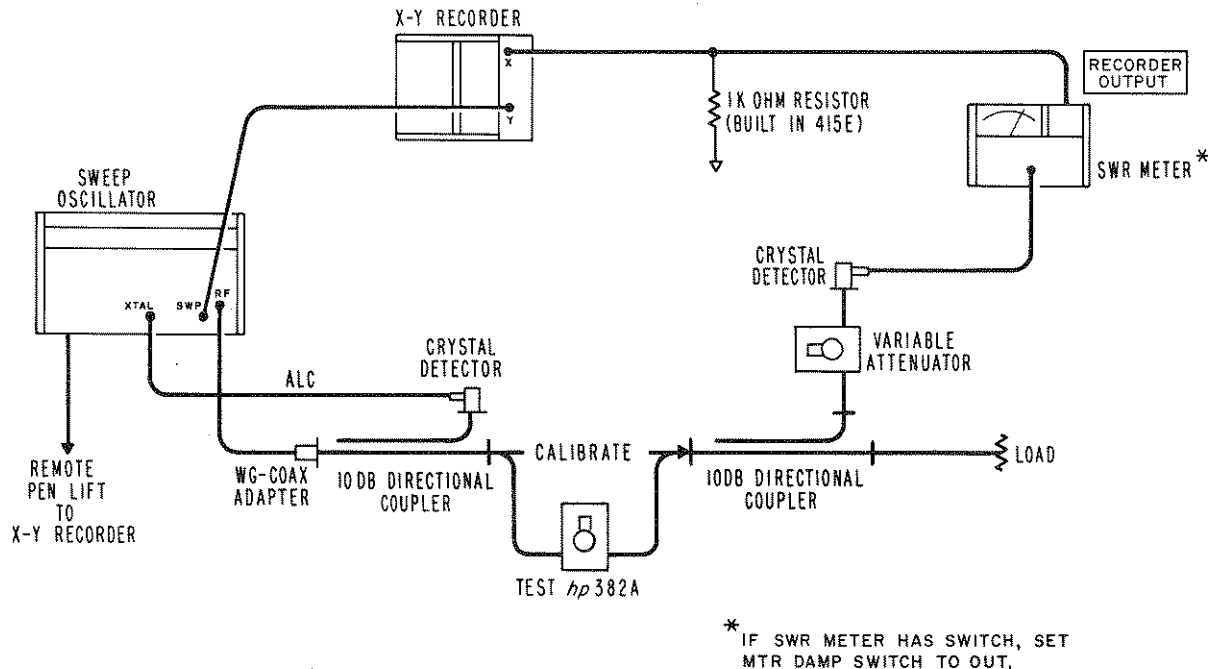 X-Y RECORDER
X
Y
RECORDER
OUTPUT
1K OHM RESISTOR
(BUILT IN 415E)
SWR METER*
SWEEP
OSCILLATOR
XTAL
SWP
RF
CRYSTAL
DETECTOR
VARIABLE
ATTENUATOR
CRYSTAL
DETECTOR
ALC
REMOTE
PEN LIFT
TO
X-Y RECORDER
WG-COAX
ADAPTER
10DB DIRECTIONAL
COUPLER
CALIBRATE
10DB DIRECTIONAL
COUPLER
LOAD
TEST hp 382A
*IF SWR METER HAS SWITCH, SET
MTR DAMP SWITCH TO OUT.